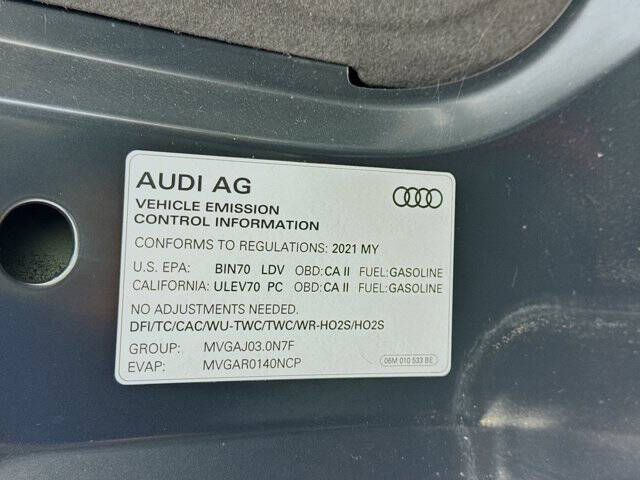 AUDI AG
VEHICLE EMISSION
CONTROL INFORMATION
CONFORMS TO REGULATIONS: 2021 MY
U.S. EPA: BIN70 LDV OBD:CA II FUEL:GASOLINE
CALIFORNIA: ULEV70 PC OBD:CA II FUEL:GASOLINE
NO ADJUSTMENTS NEEDED.
DFI/TC/CAC/WU-TWC/TWC/WR-HO2S/HO2S
GROUP: MVGAJ03.0N7F
EVAP: MVGAR0140NCP
06M 010 533 BE